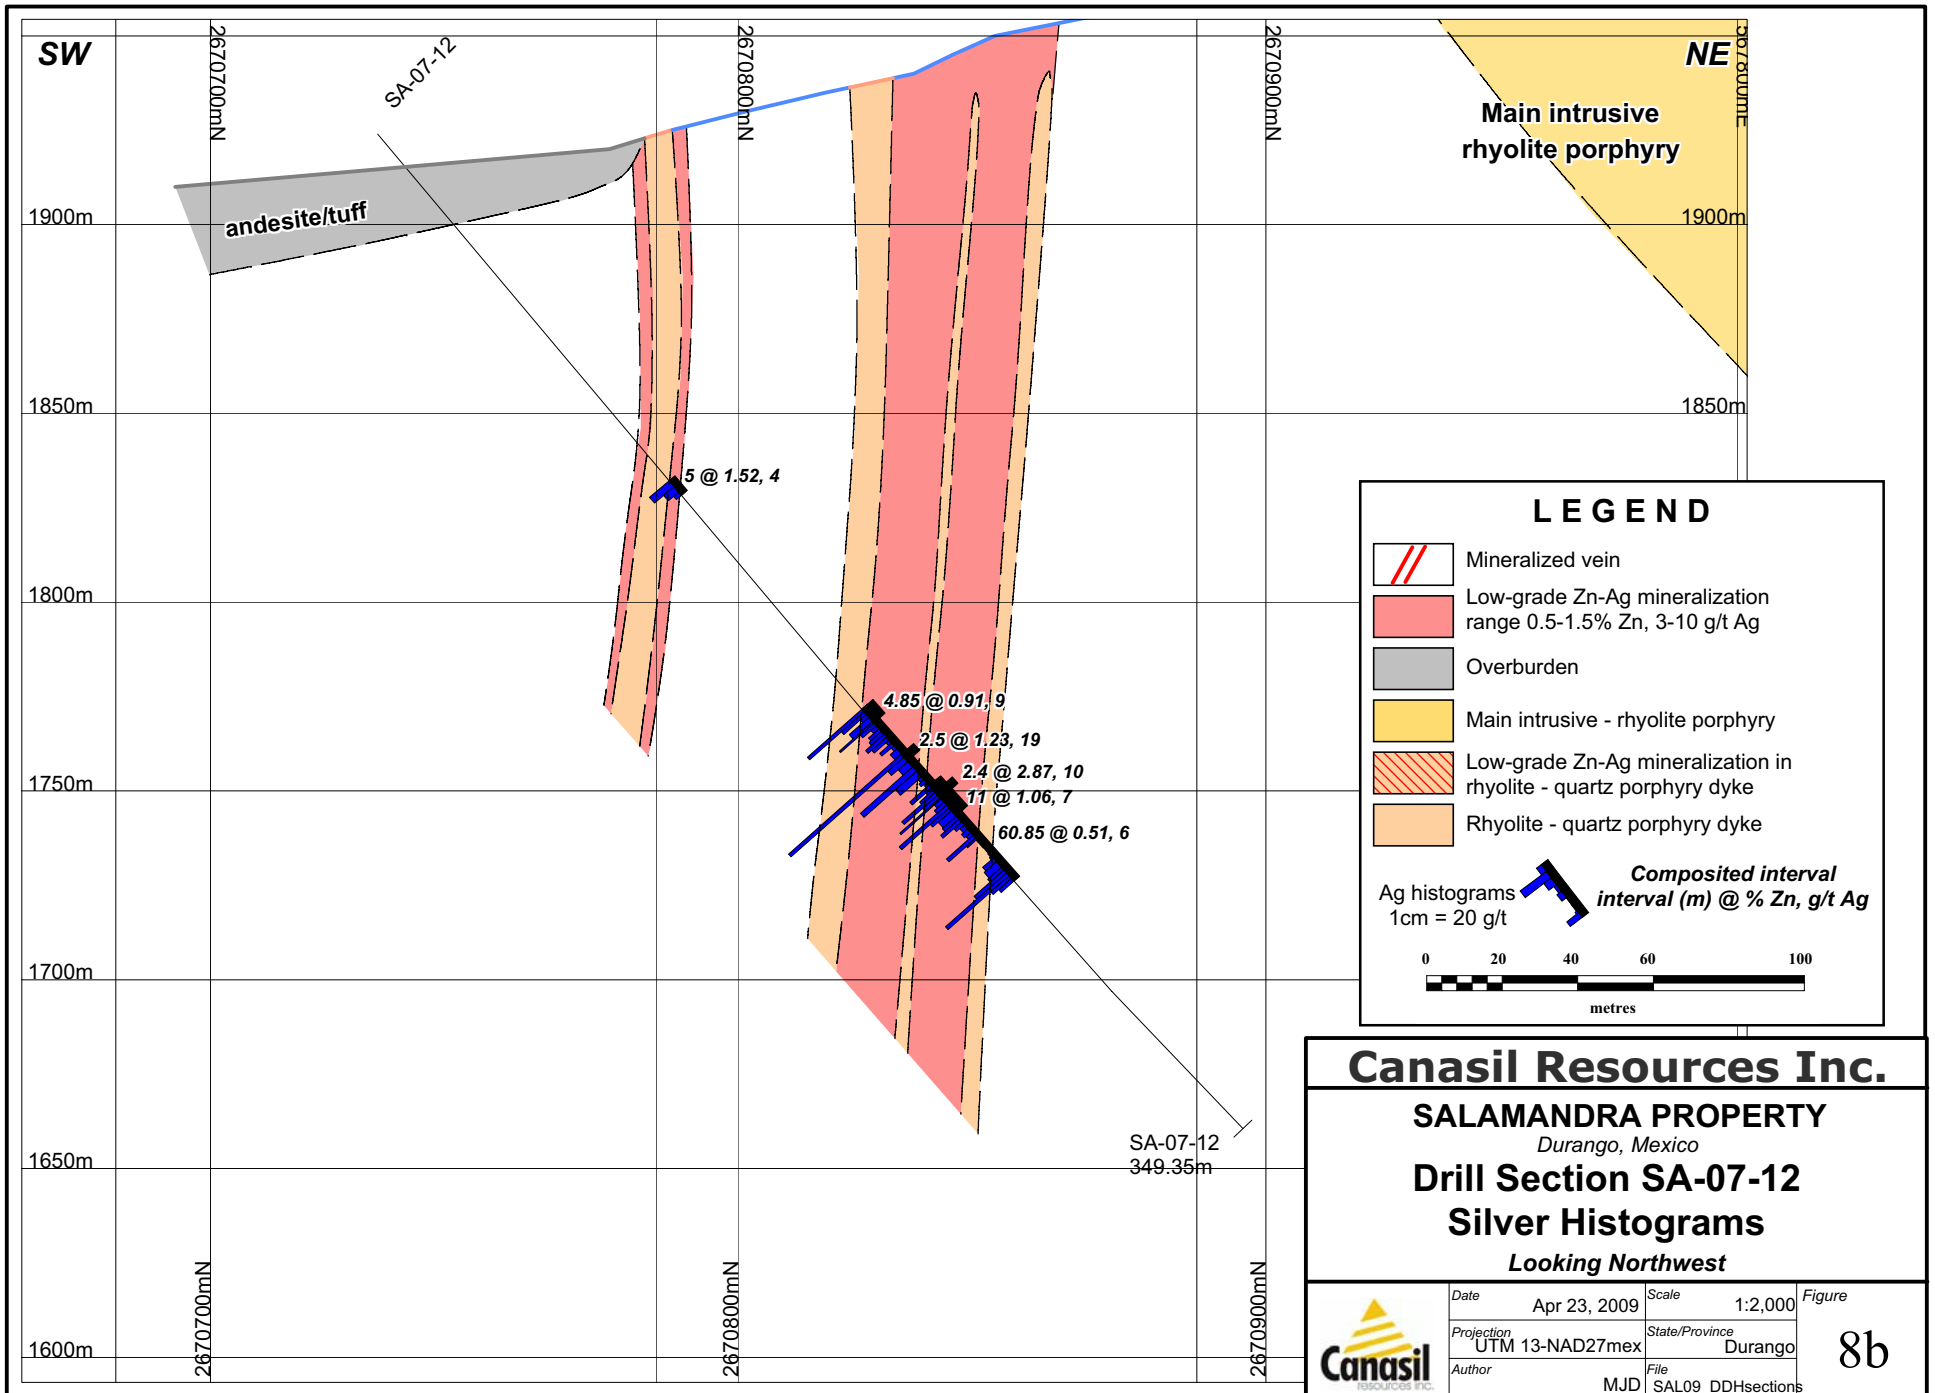 SW
NE
SA-07-12
2670700mN
2670800mN
2670900mN
567800mE
Main intrusive
rhyolite porphyry
andesite/tuff
1900m
1900m
1850m
1850m
1800m
1750m
1700m
1650m
1600m
5 @ 1.52, 4
4.85 @ 0.91, 9
2.5 @ 1.23, 19
2.4 @ 2.87, 10
11 @ 1.06, 7
60.85 @ 0.51, 6
SA-07-12
349.35m
2670700mN
2670800mN
2670900mN
LEGEND
Mineralized vein
Low-grade Zn-Ag mineralization
range 0.5-1.5% Zn, 3-10 g/t Ag
Overburden
Main intrusive - rhyolite porphyry
Low-grade Zn-Ag mineralization in
rhyolite - quartz porphyry dyke
Rhyolite - quartz porphyry dyke
Ag histograms
1cm = 20 g/t
Composited interval
interval (m) @ % Zn, g/t Ag
0 20 40 60 100
metres
Canasil Resources Inc.
SALAMANDRA PROPERTY
Durango, Mexico
Drill Section SA-07-12
Silver Histograms
Looking Northwest
Canasil
resources inc.
Date Apr 23, 2009
Scale 1:2,000
Figure
8b
Projection UTM 13-NAD27mex
State/Province Durango
Author MJD
File SAL09_DDHsections